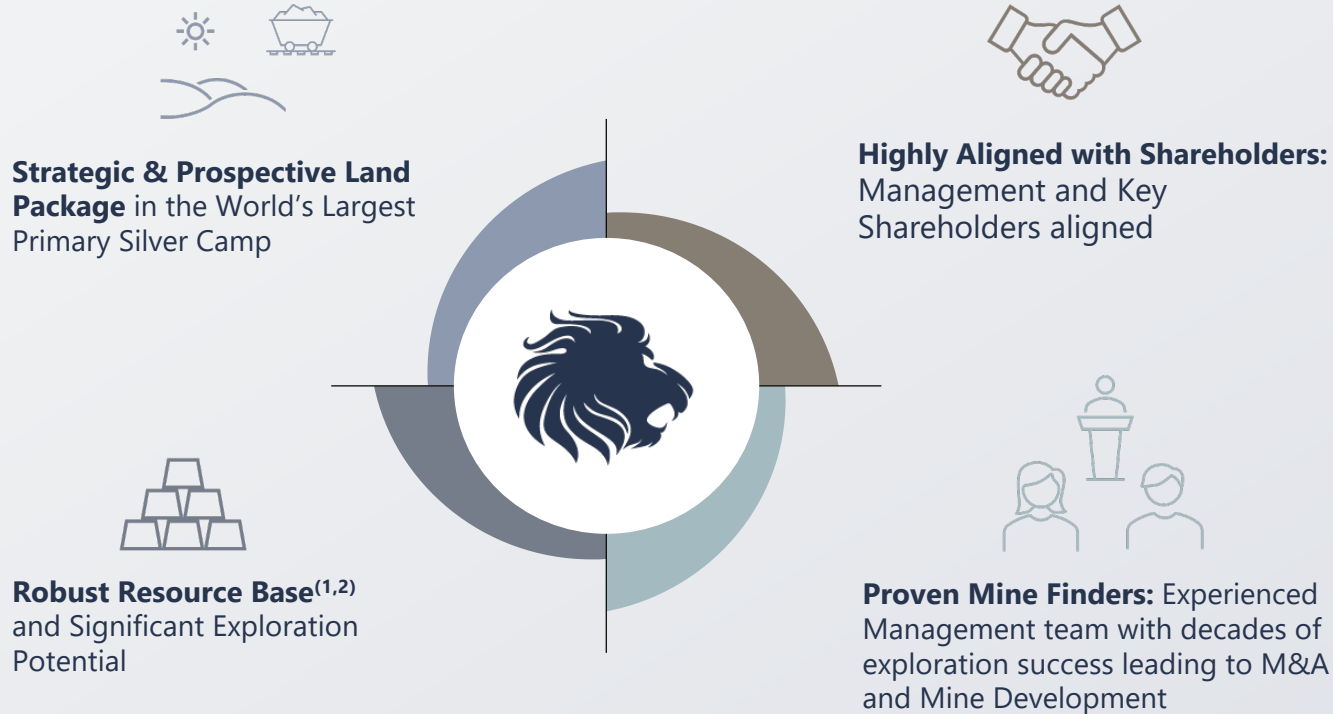 Strategic & Prospective Land
Package in the World's Largest
Primary Silver Camp
Highly Aligned with Shareholders:
Management and Key
Shareholders aligned
Robust Resource Base(1,2)
and Significant Exploration
Potential
Proven Mine Finders: Experienced
Management team with decades of
exploration success leading to M&A
and Mine Development